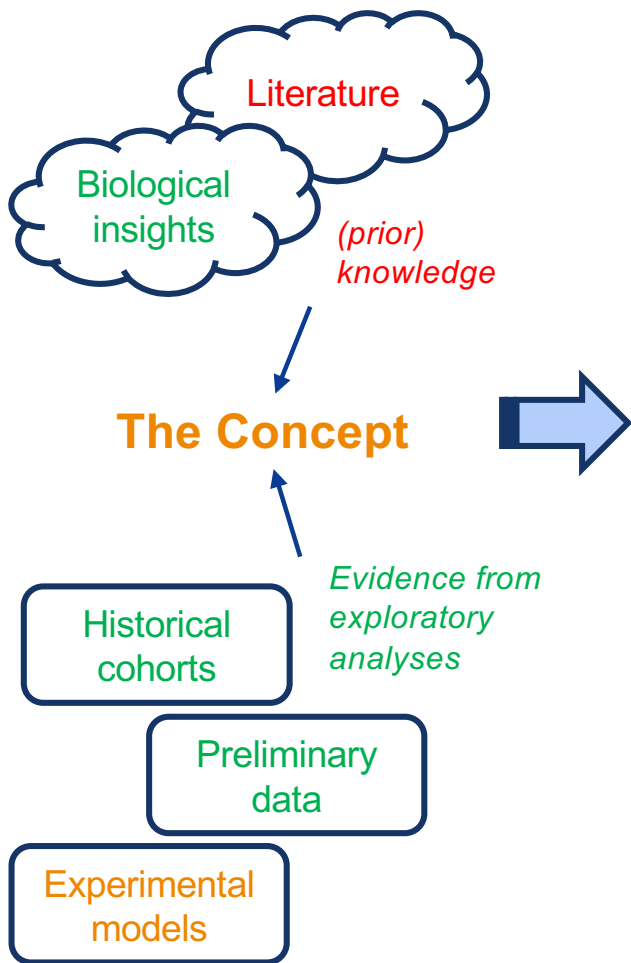 Literature
Biological
insights
(prior)
knowledge
The Concept
Evidence from
exploratory
analyses
Historical
cohorts
Preliminary
data
Experimental
models